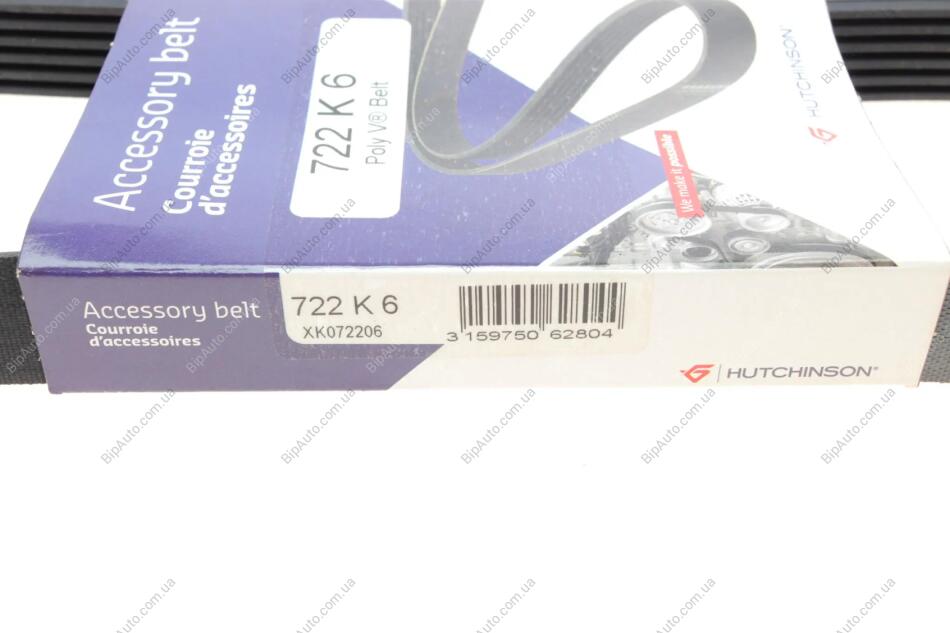 Accessory belt
Courroie
d'accessoires
722 K 6
Poly V® Belt
We make it possible
HUTCHINSON
Accessory belt
Courroie
d'accessoires
722 K 6
XK072206
3 159750 62804
HUTCHINSON®
BipAuto.com.ua